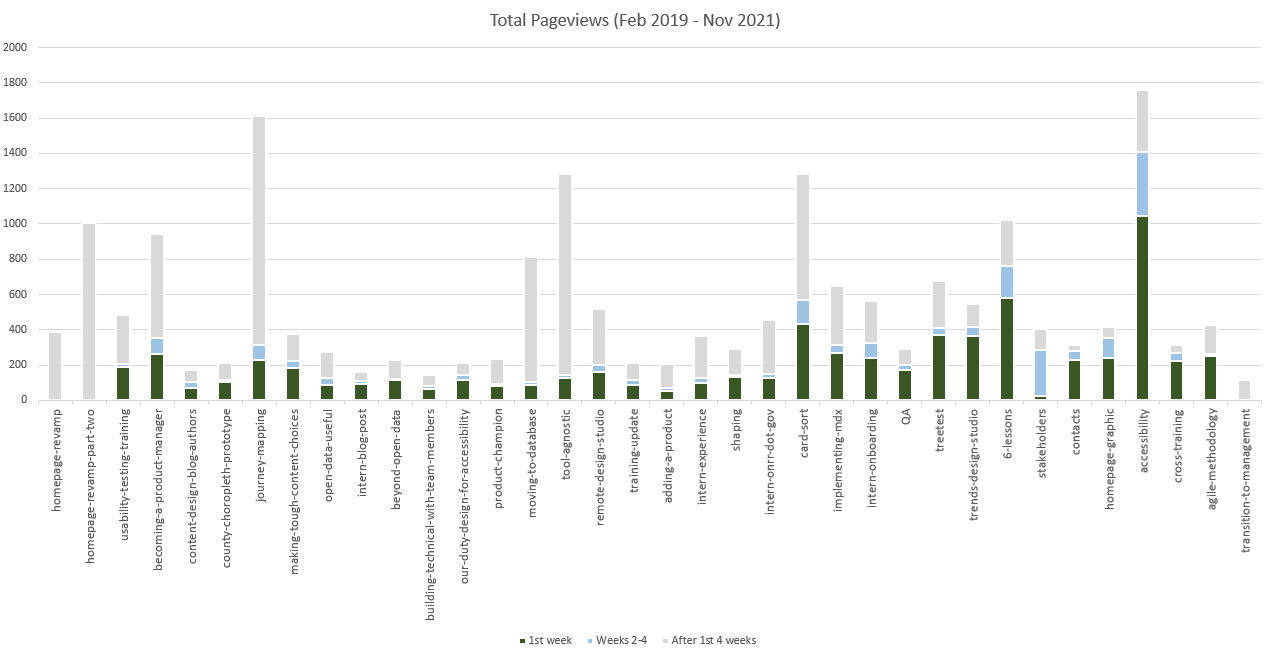 Total Pageviews (Feb 2019 - Nov 2021)
2000
1800
1600
1400
1200
1000
800
600
400
200
0
homepage-revamp
homepage-revamp-part-two
usability-testing-training
becoming-a-product-manager
content-design-blog-authors
county-choropleth-prototype
journey-mapping
making-tough-content-choices
open-data-useful
intern-blog-post
beyond-open-data
building-technical-with-team-members
our-duty-design-for-accessibility
product-champion
moving-to-database
tool-agnostic
remote-design-studio
training-update
adding-a-product
intern-experience
shaping
intern-onrr-dot-gov
card-sort
implementing-mdx
intern-onboarding
QA
treetest
trends-design-studio
6-lessons
stakeholders
contacts
homepage-graphic
accessibility
cross-training
agile-methodology
transition-to-management
1st week Weeks 2-4 After 1st 4 weeks